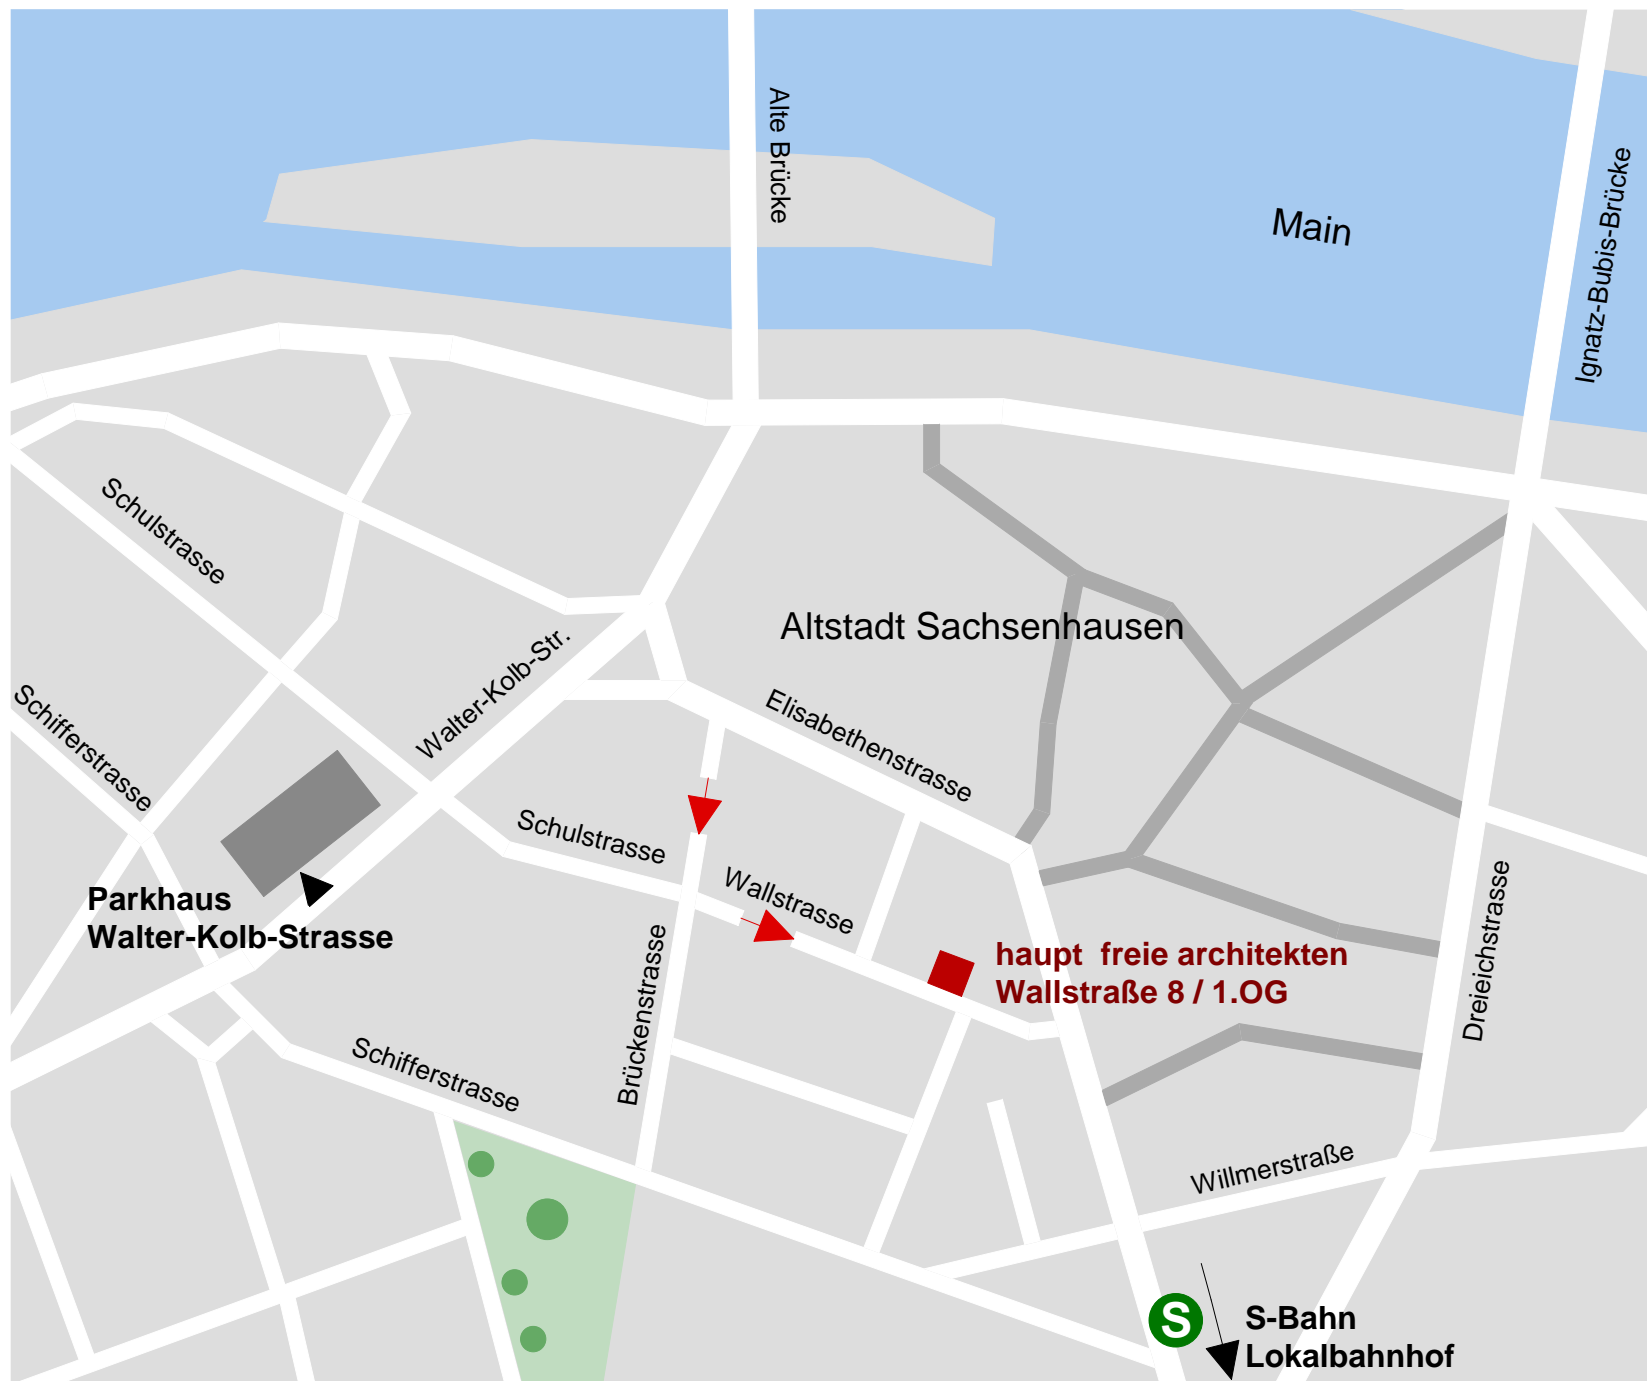 Alte Brücke
Ignatz-Bubis-Brücke
Main
Schulstrasse
Altstadt Sachsenhausen
Walter-Kolb-Str.
Schifferstrasse
Elisabethenstrasse
Schulstrasse
Wallstrasse
Parkhaus
Walter-Kolb-Strasse
haupt  freie architekten
Wallstraße 8 / 1.OG
Dreieichstrasse
Brückenstrasse
Schifferstrasse
Willmerstraße
S
S-Bahn
Lokalbahnhof